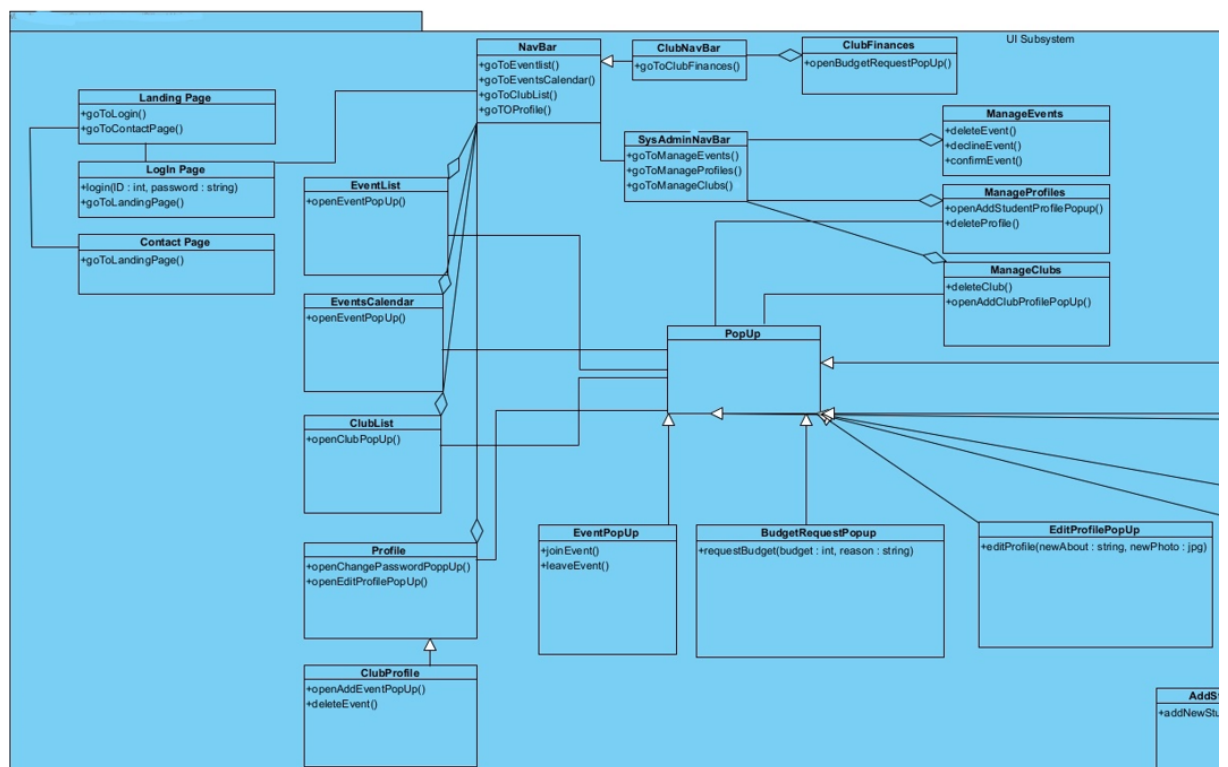 UI Subsystem
NavBar
+goToEventlist()
+goToEventsCalendar()
+goToClubList()
+goTOProfile()
ClubNavBar
+goToClubFinances()
ClubFinances
+openBudgetRequestPopUp()
Landing Page
+goToLogin()
+goToContactPage()
SysAdminNavBar
+goToManageEvents()
+goToManageProfiles()
+goToManageClubs()
ManageEvents
+deleteEvent()
+declineEvent()
+confirmEvent()
LogIn Page
+login(ID : int, password : string)
+goToLandingPage()
EventList
+openEventPopUp()
ManageProfiles
+openAddStudentProfilePopup()
+deleteProfile()
Contact Page
+goToLandingPage()
ManageClubs
+deleteClub()
+openAddClubProfilePopUp()
EventsCalendar
+openEventPopUp()
PopUp
ClubList
+openClubPopUp()
EventPopUp
+joinEvent()
+leaveEvent()
BudgetRequestPopup
+requestBudget(budget : int, reason : string)
EditProfilePopUp
+editProfile(newAbout : string, newPhoto : jpg)
Profile
+openChangePasswordPoppUp()
+openEditProfilePopUp()
ClubProfile
+openAddEventPopUp()
+deleteEvent()
AddS
+addNewStu